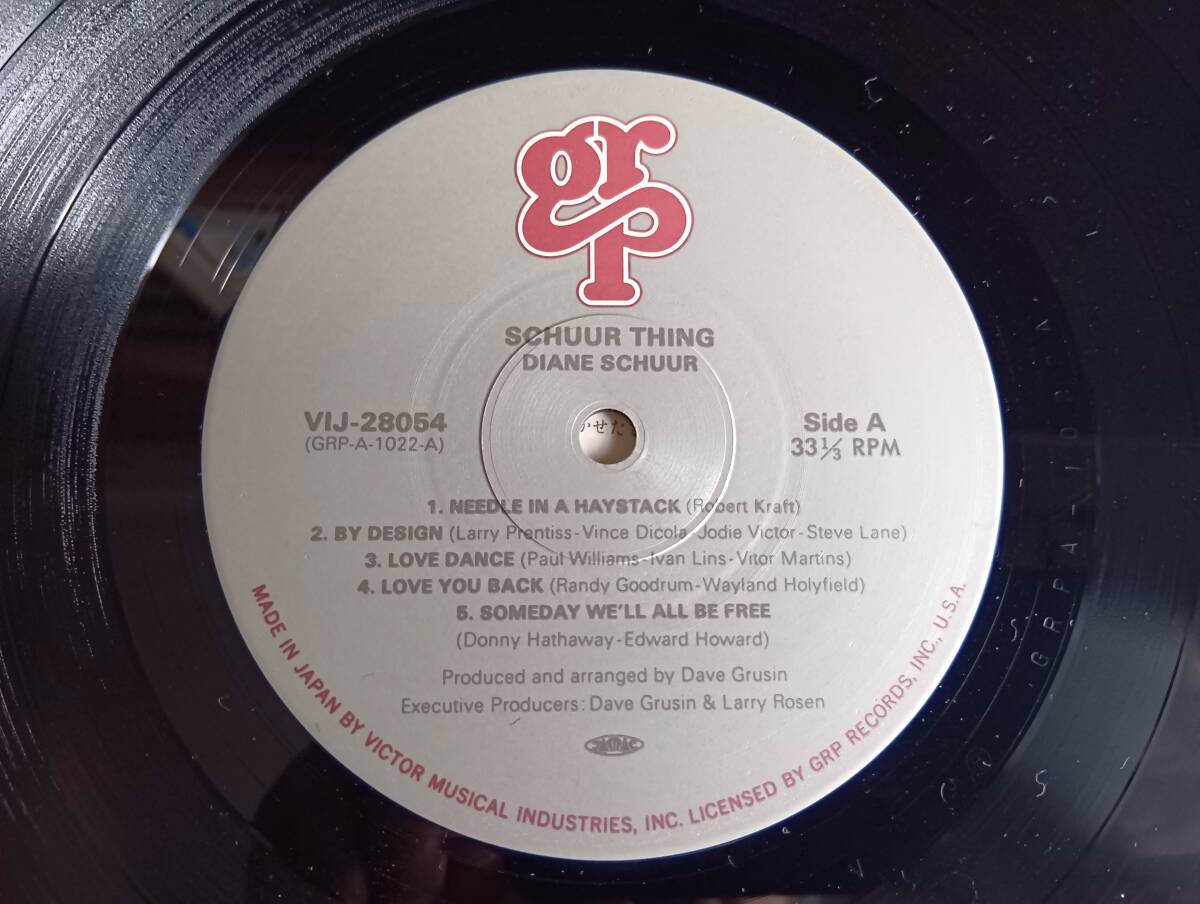 grp
SCHUUR THING
DIANE SCHUUR
VIJ-28054
(GRP-A-1022-A)
Side A
33 1/3 RPM
1. NEEDLE IN A HAYSTACK (Robert Kraft)
2. BY DESIGN (Larry Prentiss-Vince Dicola-Jodie Victor-Steve Lane)
3. LOVE DANCE (Paul Williams-Ivan Lins-Vitor Martins)
4. LOVE YOU BACK (Randy Goodrum-Wayland Holyfield)
5. SOMEDAY WE'LL ALL BE FREE
(Donny Hathaway-Edward Howard)
Produced and arranged by Dave Grusin
Executive Producers: Dave Grusin & Larry Rosen
JASRAC
MADE IN JAPAN BY VICTOR MUSICAL INDUSTRIES, INC. LICENSED BY GRP RECORDS, INC., U.S.A.